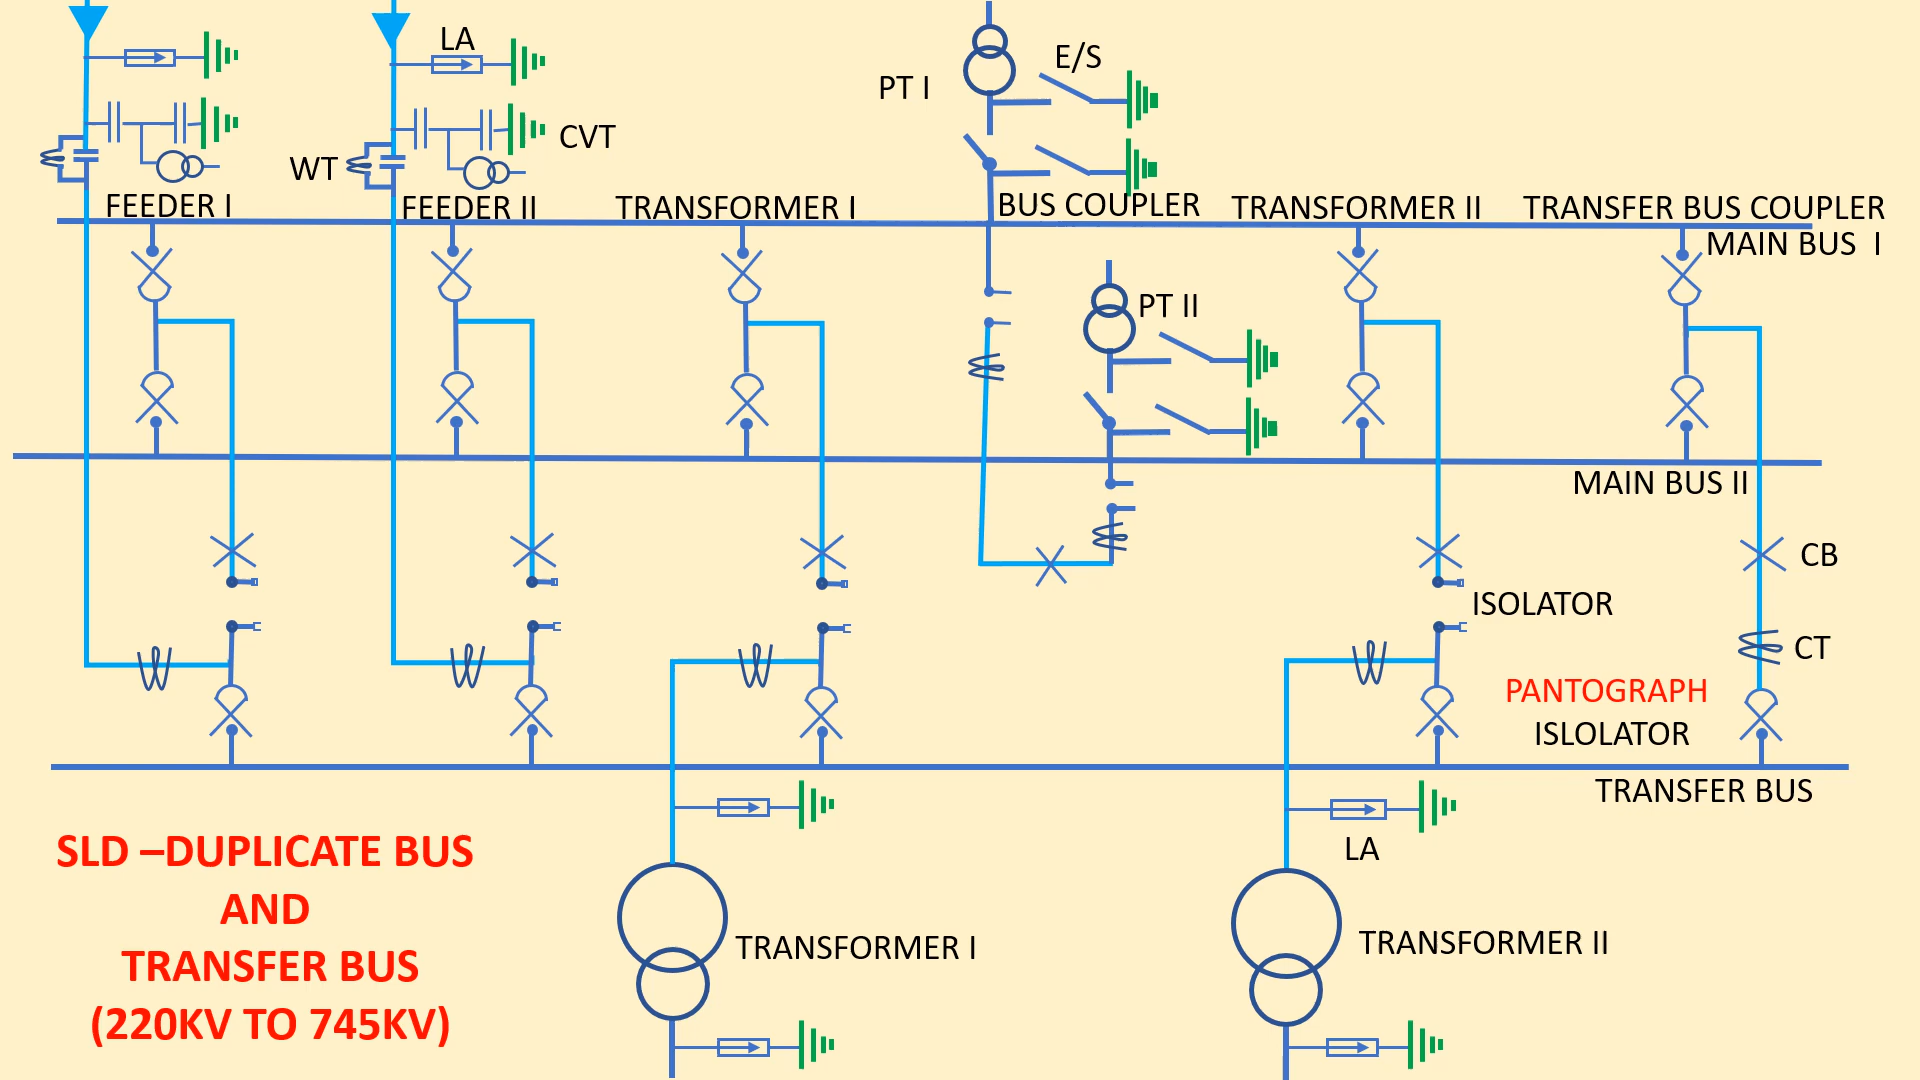 LA
E/S
PT I
CVT
WT
FEEDER I
FEEDER II
TRANSFORMER I
BUS COUPLER
TRANSFORMER II
TRANSFER BUS COUPLER
MAIN BUS I
PT II
MAIN BUS II
CB
ISOLATOR
CT
PANTOGRAPH
ISLOLATOR
TRANSFER BUS
LA
SLD –DUPLICATE BUS
AND
TRANSFER BUS
(220KV TO 745KV)
TRANSFORMER I
TRANSFORMER II